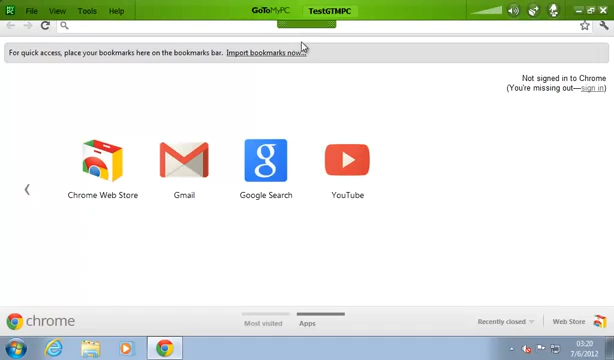 File View Tools Help GoToMyPC TestGTMPC
For quick access, place your bookmarks here on the bookmarks bar. Import bookmarks now...
Not signed in to Chrome
(You're missing out—sign in)
Chrome Web Store Gmail Google Search YouTube
chrome Most visited Apps Recently closed Web Store
03:20
7/6/2012